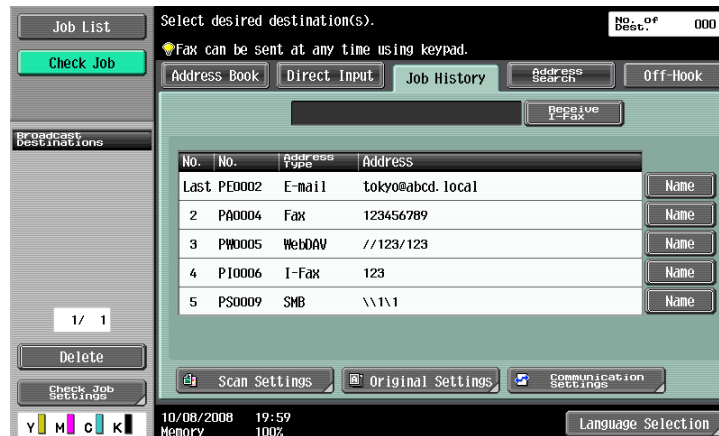 Job List
Check Job
Broadcast
Destinations
1/ 1
Delete
Check Job
Settings
Y M C K
Select desired destination(s).
No. of
Dest. 000
Fax can be sent at any time using keypad.
Address Book Direct Input Job History Address
Search Off-Hook
Receive
I-Fax
No. No. Address
Type Address
Last PE0002 E-mail tokyo@abcd.local Name
2 PA0004 Fax 123456789 Name
3 PW0005 WebDAV //123/123 Name
4 PI0006 I-Fax 123 Name
5 PS0009 SMB \\1\1 Name
Scan Settings Original Settings Communication
Settings
10/08/2008 19:59
Memory 100%
Language Selection